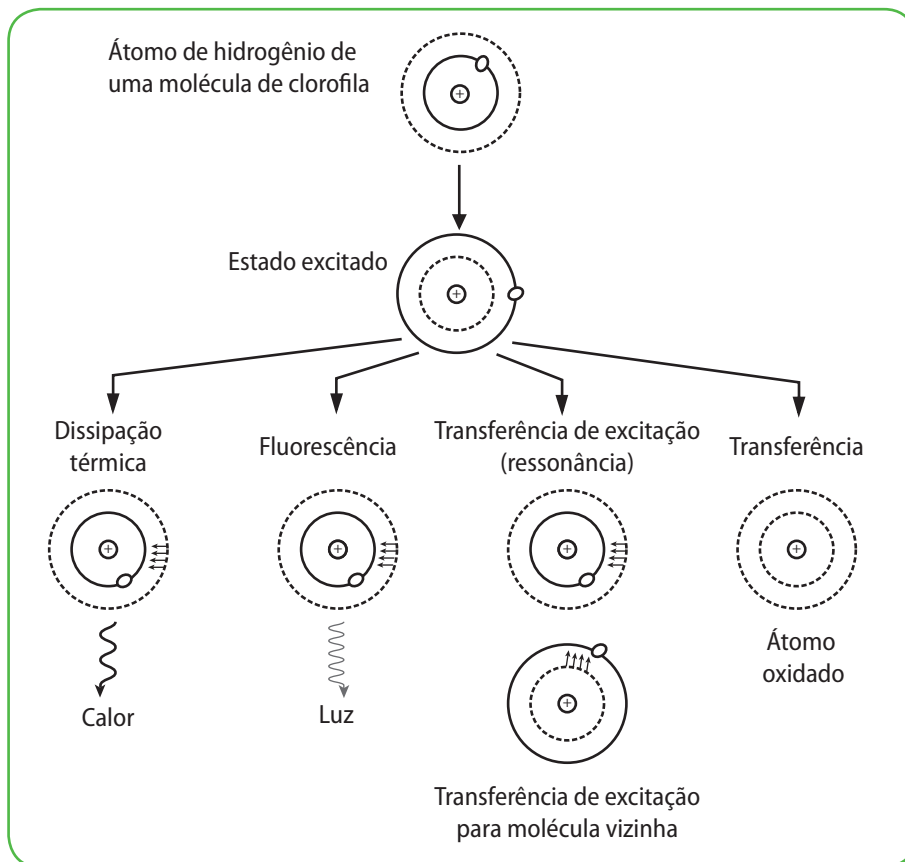 Átomo de hidrogênio de
uma molécula de clorofila
+
Estado excitado
+
Dissipação
térmica
Fluorescência
Transferência de excitação
(ressonância)
Transferência
+
+
+
+
Átomo
oxidado
+
Calor
Luz
Transferência de excitação
para molécula vizinha